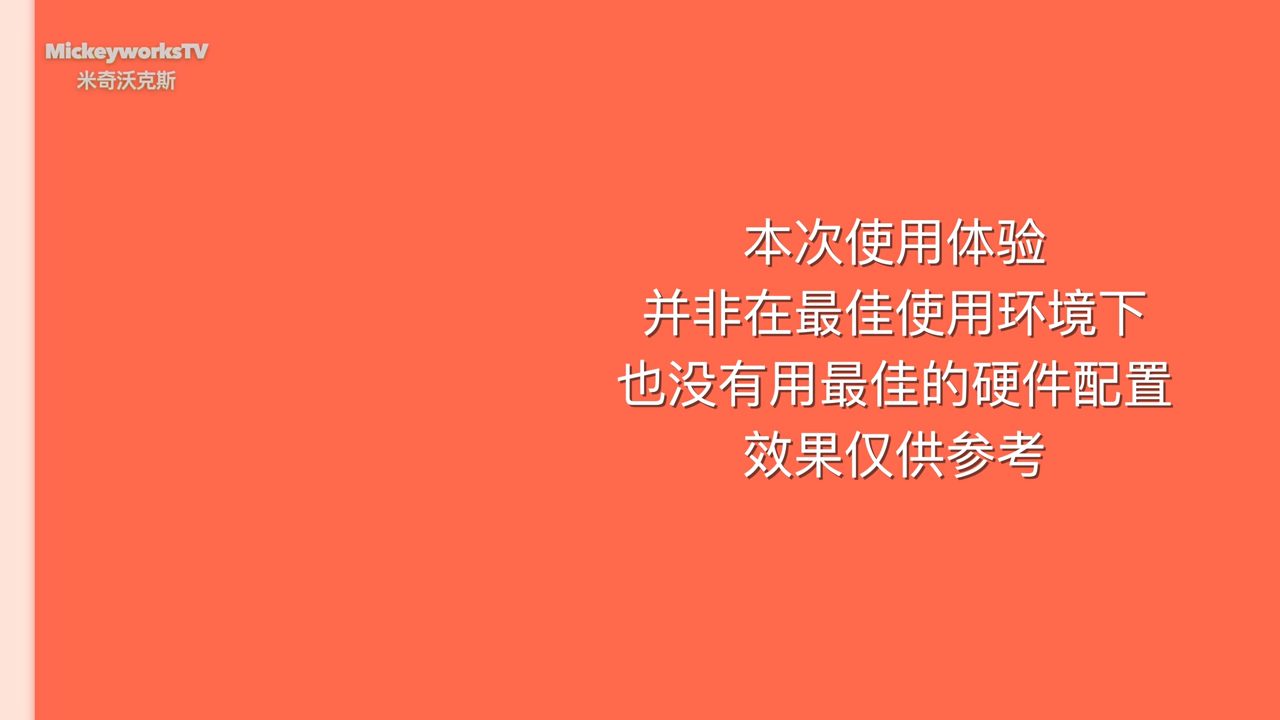 MickeyworksTV
米奇沃克斯
本次使用体验
并非在最佳使用环境下
也没有用最佳的硬件配置
效果仅供参考